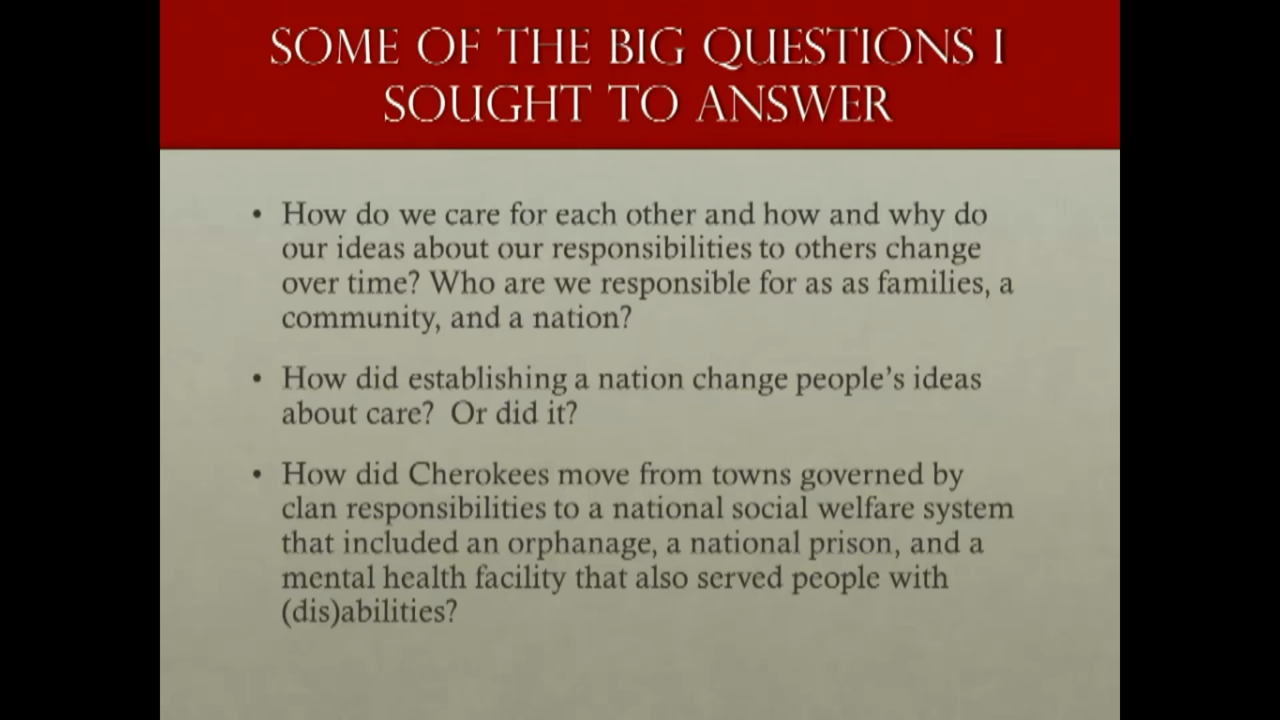 SOME OF THE BIG QUESTIONS I
SOUGHT TO ANSWER
• How do we care for each other and how and why do
our ideas about our responsibilities to others change
over time? Who are we responsible for as as families, a
community, and a nation?
• How did establishing a nation change people's ideas
about care?  Or did it?
• How did Cherokees move from towns governed by
clan responsibilities to a national social welfare system
that included an orphanage, a national prison, and a
mental health facility that also served people with
(dis)abilities?